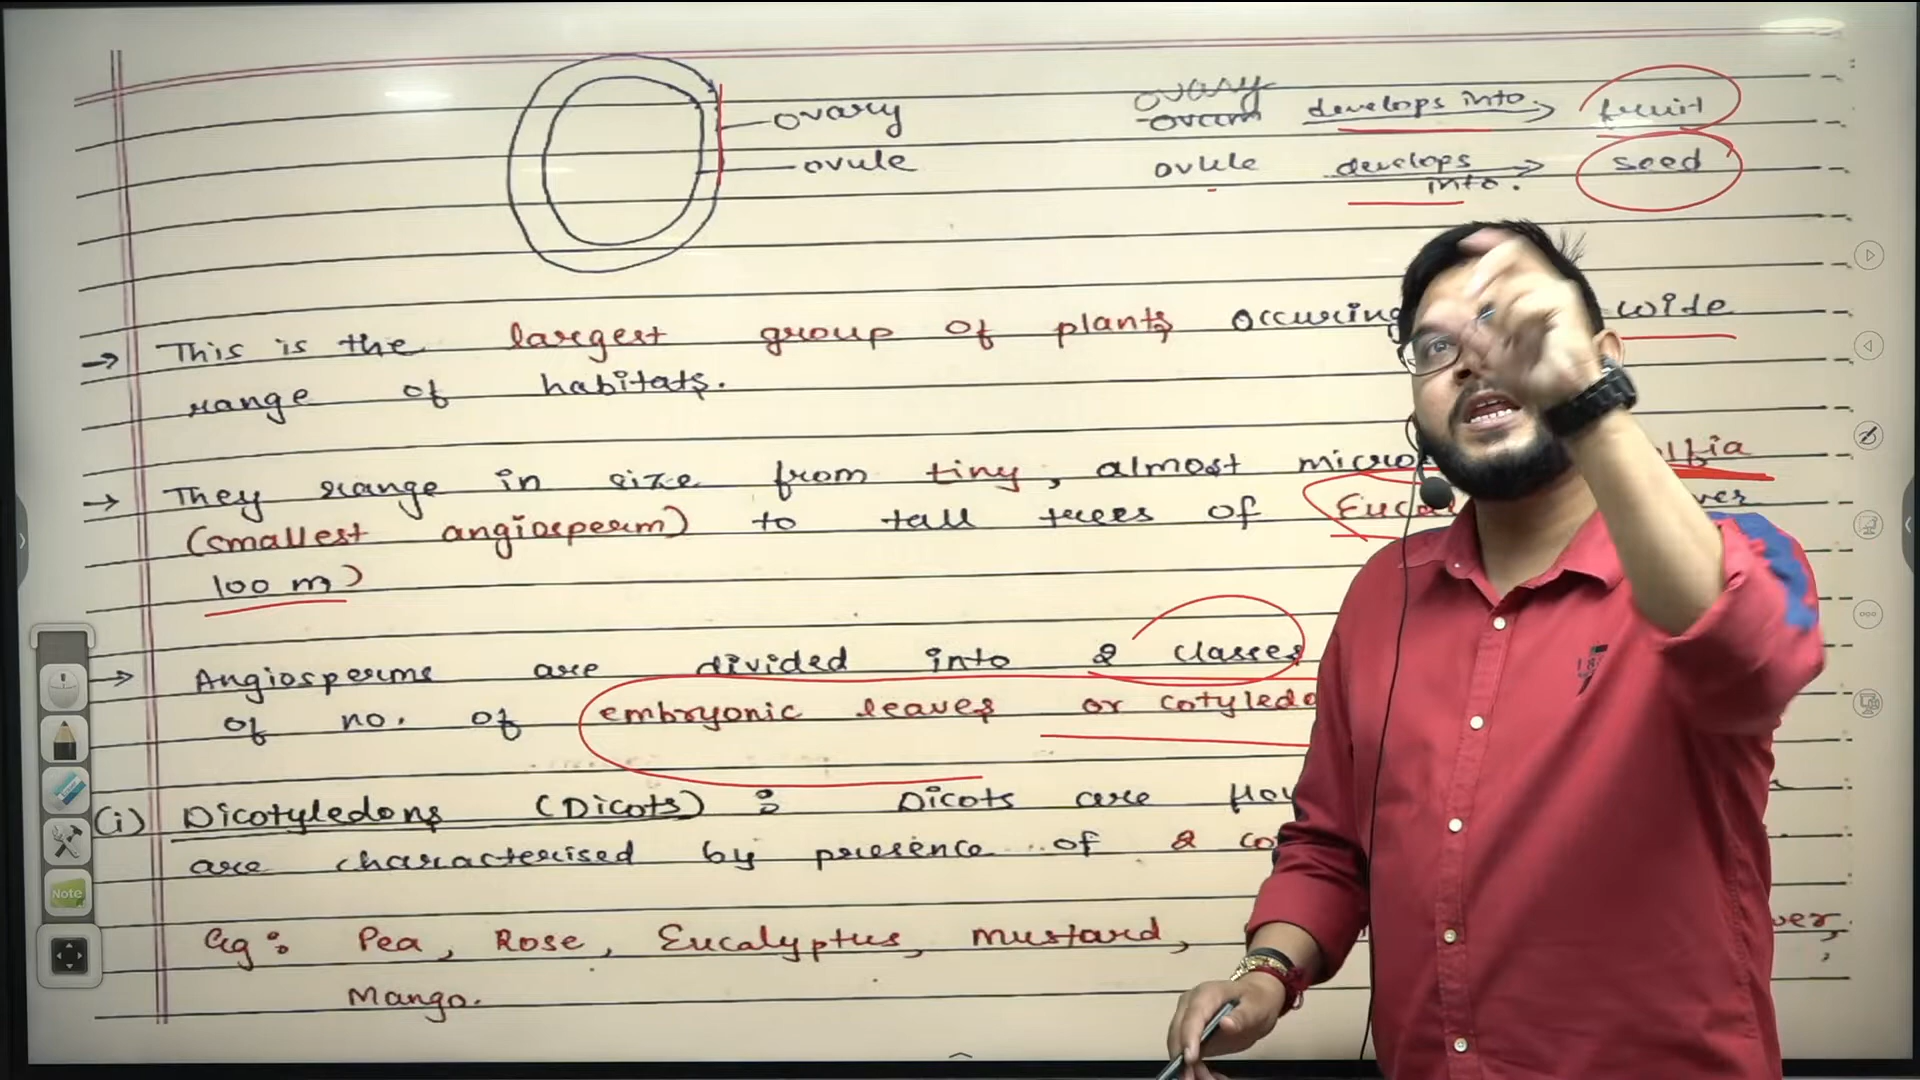 ovary
ovule
ovary
develops into
fruit
ovule
develops into.
seed
→ This is the largest group of plants occuring wide
range of habitats.
→ They range in size from tiny, almost
(smallest angiosperm) to tall trees of
100 m)
→ Angiosperms are divided into 2 classes
of no. of embryonic leaves or
(i) Dicotyledons (Dicots) : Dicots are
are characterised by presence of 2
Eg: Pea, Rose, Eucalyptus, Mustard,
Mango.
Note